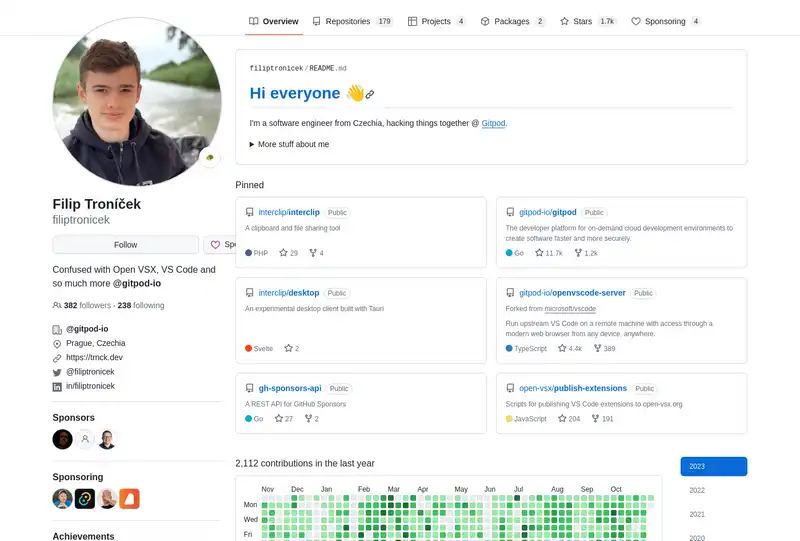 Overview Repositories 179 Projects 4 Packages 2 Stars 1.7k Sponsoring 4
filiptronicek/README.md
Hi everyone 👋
I'm a software engineer from Czechia, hacking things together @ Gitpod.
More stuff about me
Filip Troníček
filiptronicek
Follow
Spo
Confused with Open VSX, VS Code and
so much more @gitpod-io
382 followers · 238 following
@gitpod-io
Prague, Czechia
https://trnck.dev
@filiptronicek
in/filiptronicek
Sponsors
Sponsoring
Achievements
Pinned
interclip/interclip Public
A clipboard and file sharing tool
PHP 29 4
gitpod-io/gitpod Public
The developer platform for on-demand cloud development environments to
create software faster and more securely.
Go 11.7k 1.2k
interclip/desktop Public
An experimental desktop client built with Tauri
Svelte 2
gitpod-io/openvscode-server Public
Forked from microsoft/vscode
Run upstream VS Code on a remote machine with access through a
modern web browser from any device, anywhere.
TypeScript 4.4k 389
gh-sponsors-api Public
A REST API for GitHub Sponsors
Go 27 2
open-vsx/publish-extensions Public
Scripts for publishing VS Code extensions to open-vsx.org
JavaScript 204 191
2,112 contributions in the last year
Nov Dec Jan Feb Mar Apr May Jun Jul Aug Sep Oct
Mon
Wed
Fri
2023
2022
2021
2020